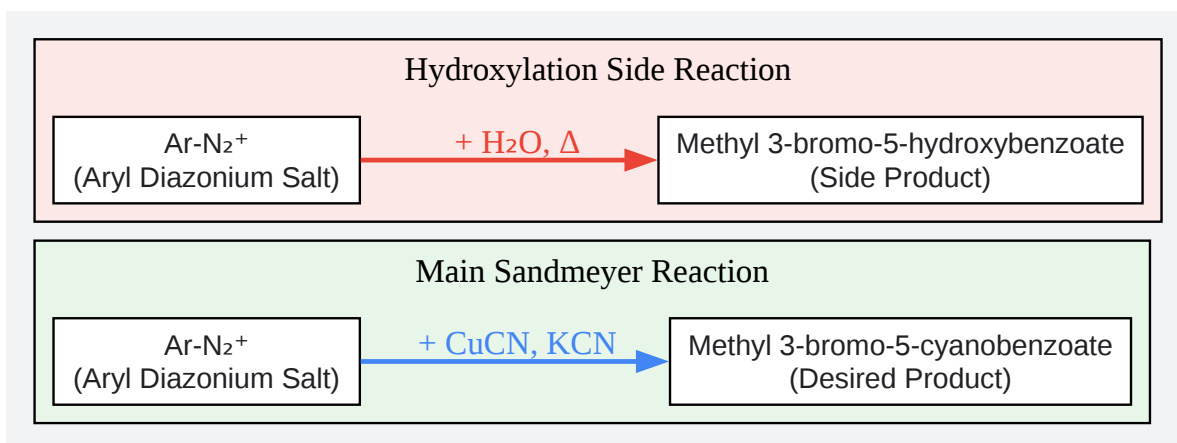 Hydroxylation Side Reaction
Ar-N₂⁺
(Aryl Diazonium Salt)
+ H₂O, Δ
Methyl 3-bromo-5-hydroxybenzoate
(Side Product)
Main Sandmeyer Reaction
Ar-N₂⁺
(Aryl Diazonium Salt)
+ CuCN, KCN
Methyl 3-bromo-5-cyanobenzoate
(Desired Product)